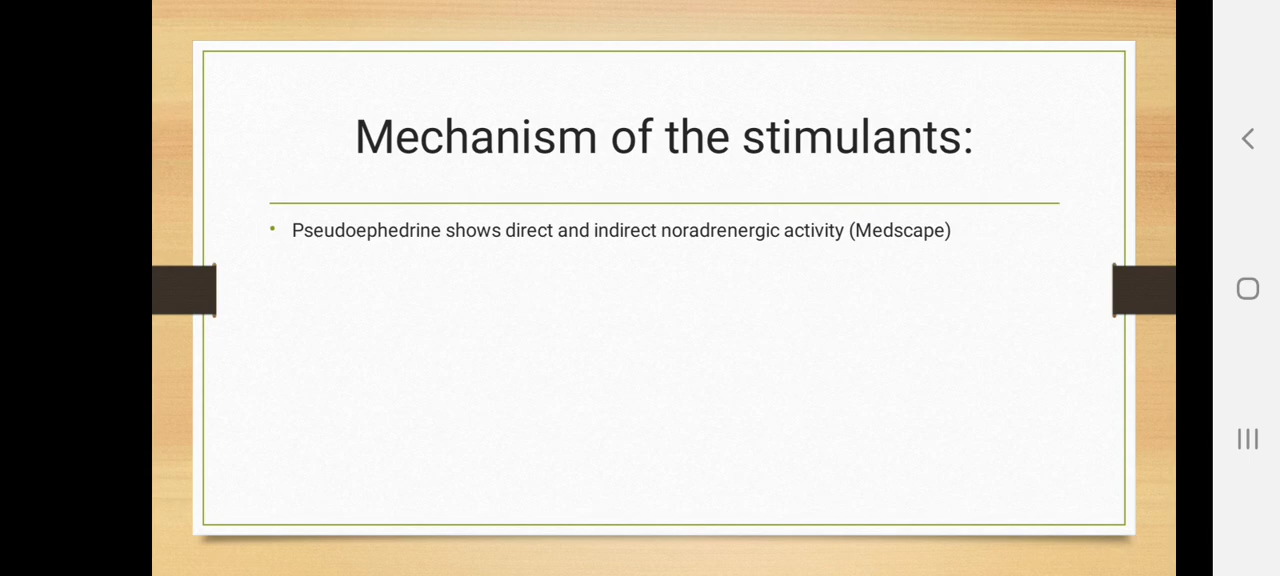 Mechanism of the stimulants:
• Pseudoephedrine shows direct and indirect noradrenergic activity (Medscape)